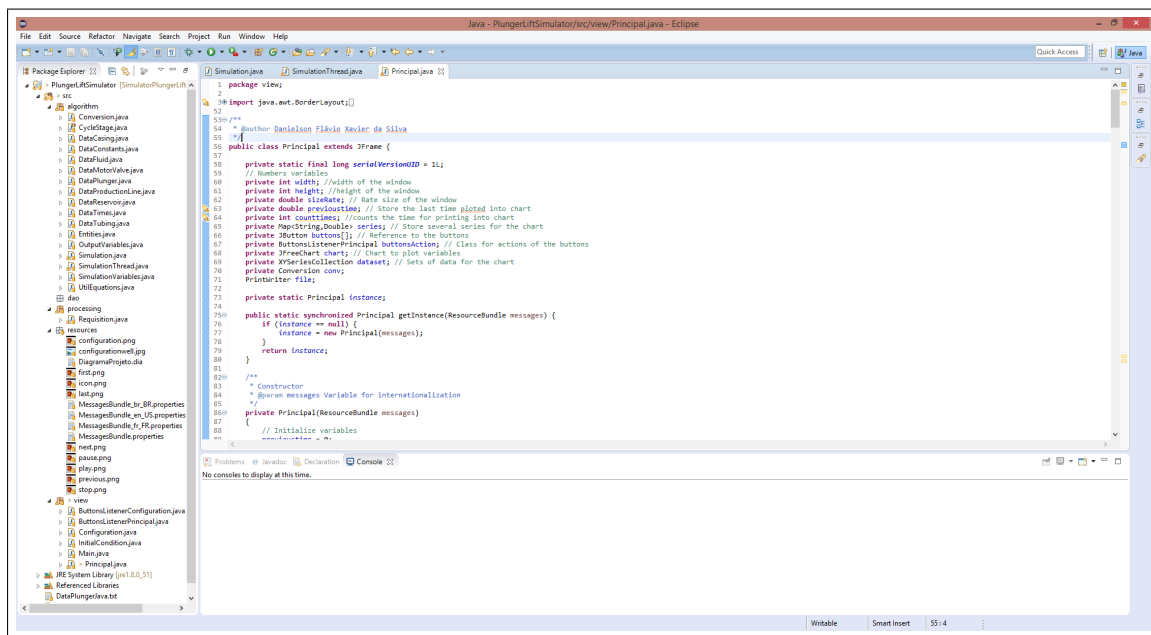 Java - PlungerLiftSimulator/src/view/Principal.java - Eclipse
File Edit Source Refactor Navigate Search Project Run Window Help
Quick Access
Java
Package Explorer
PlungerLiftSimulator [SimulatorPlungerLift
> src
algorithm
Conversion.java
CycleStage.java
DataCasing.java
DataConstants.java
DataFluid.java
DataMotorValve.java
DataPlunger.java
DataProductionLine.java
DataReservoir.java
DataTimes.java
DataTubing.java
Entities.java
OutputVariables.java
Simulation.java
SimulationThread.java
SimulationVariables.java
UtilEquations.java
dao
processing
Requisition.java
resources
configuration.png
configurationwell.jpg
DiagramaProjeto.dia
first.png
icon.png
last.png
MessagesBundle_br_BR.properties
MessagesBundle_en_US.properties
MessagesBundle_fr_FR.properties
MessagesBundle.properties
next.png
pause.png
play.png
previous.png
stop.png
> view
ButtonsListenerConfiguration.java
ButtonsListenerPrincipal.java
Configuration.java
InitialCondition.java
Main.java
> Principal.java
JRE System Library [jre1.8.0_51]
Referenced Libraries
DataPlungerJava.txt
Simulation.java SimulationThread.java Principal.java
1 package view;
2
3 import java.awt.BorderLayout;
52
53 /**
54 * @author Danielson Flávio Xavier da Silva
55 */
56 public class Principal extends JFrame {
57
58 private static final long serialVersionUID = 1L;
59 // Numbers variables
60 private int width; //width of the window
61 private int height; //height of the window
62 private double sizeRate; // Rate size of the window
63 private double previoustime; // Store the last time ploted into chart
64 private int counttimes; //counts the time for printing into chart
65 private Map<String,Double> series; // Store several series for the chart
66 private JButton buttons[]; // Reference to the buttons
67 private ButtonsListenerPrincipal buttonsAction; // Class for actions of the buttons
68 private JFreeChart chart; // Chart to plot variables
69 private XYSeriesCollection dataset; // Sets of data for the chart
70 private Conversion conv;
71 PrintWriter file;
72
73 private static Principal instance;
74
75 public static synchronized Principal getInstance(ResourceBundle messages) {
76 if (instance == null) {
77 instance = new Principal(messages);
78 }
79 return instance;
80 }
81
82 /**
83 * Constructor
84 * @param messages Variable for internationalization
85 */
86 private Principal(ResourceBundle messages)
87 {
88 // Initialize variables
89 previoustime = 0;
Problems @ Javadoc Declaration Console
No consoles to display at this time.
Writable Smart Insert 55 : 4